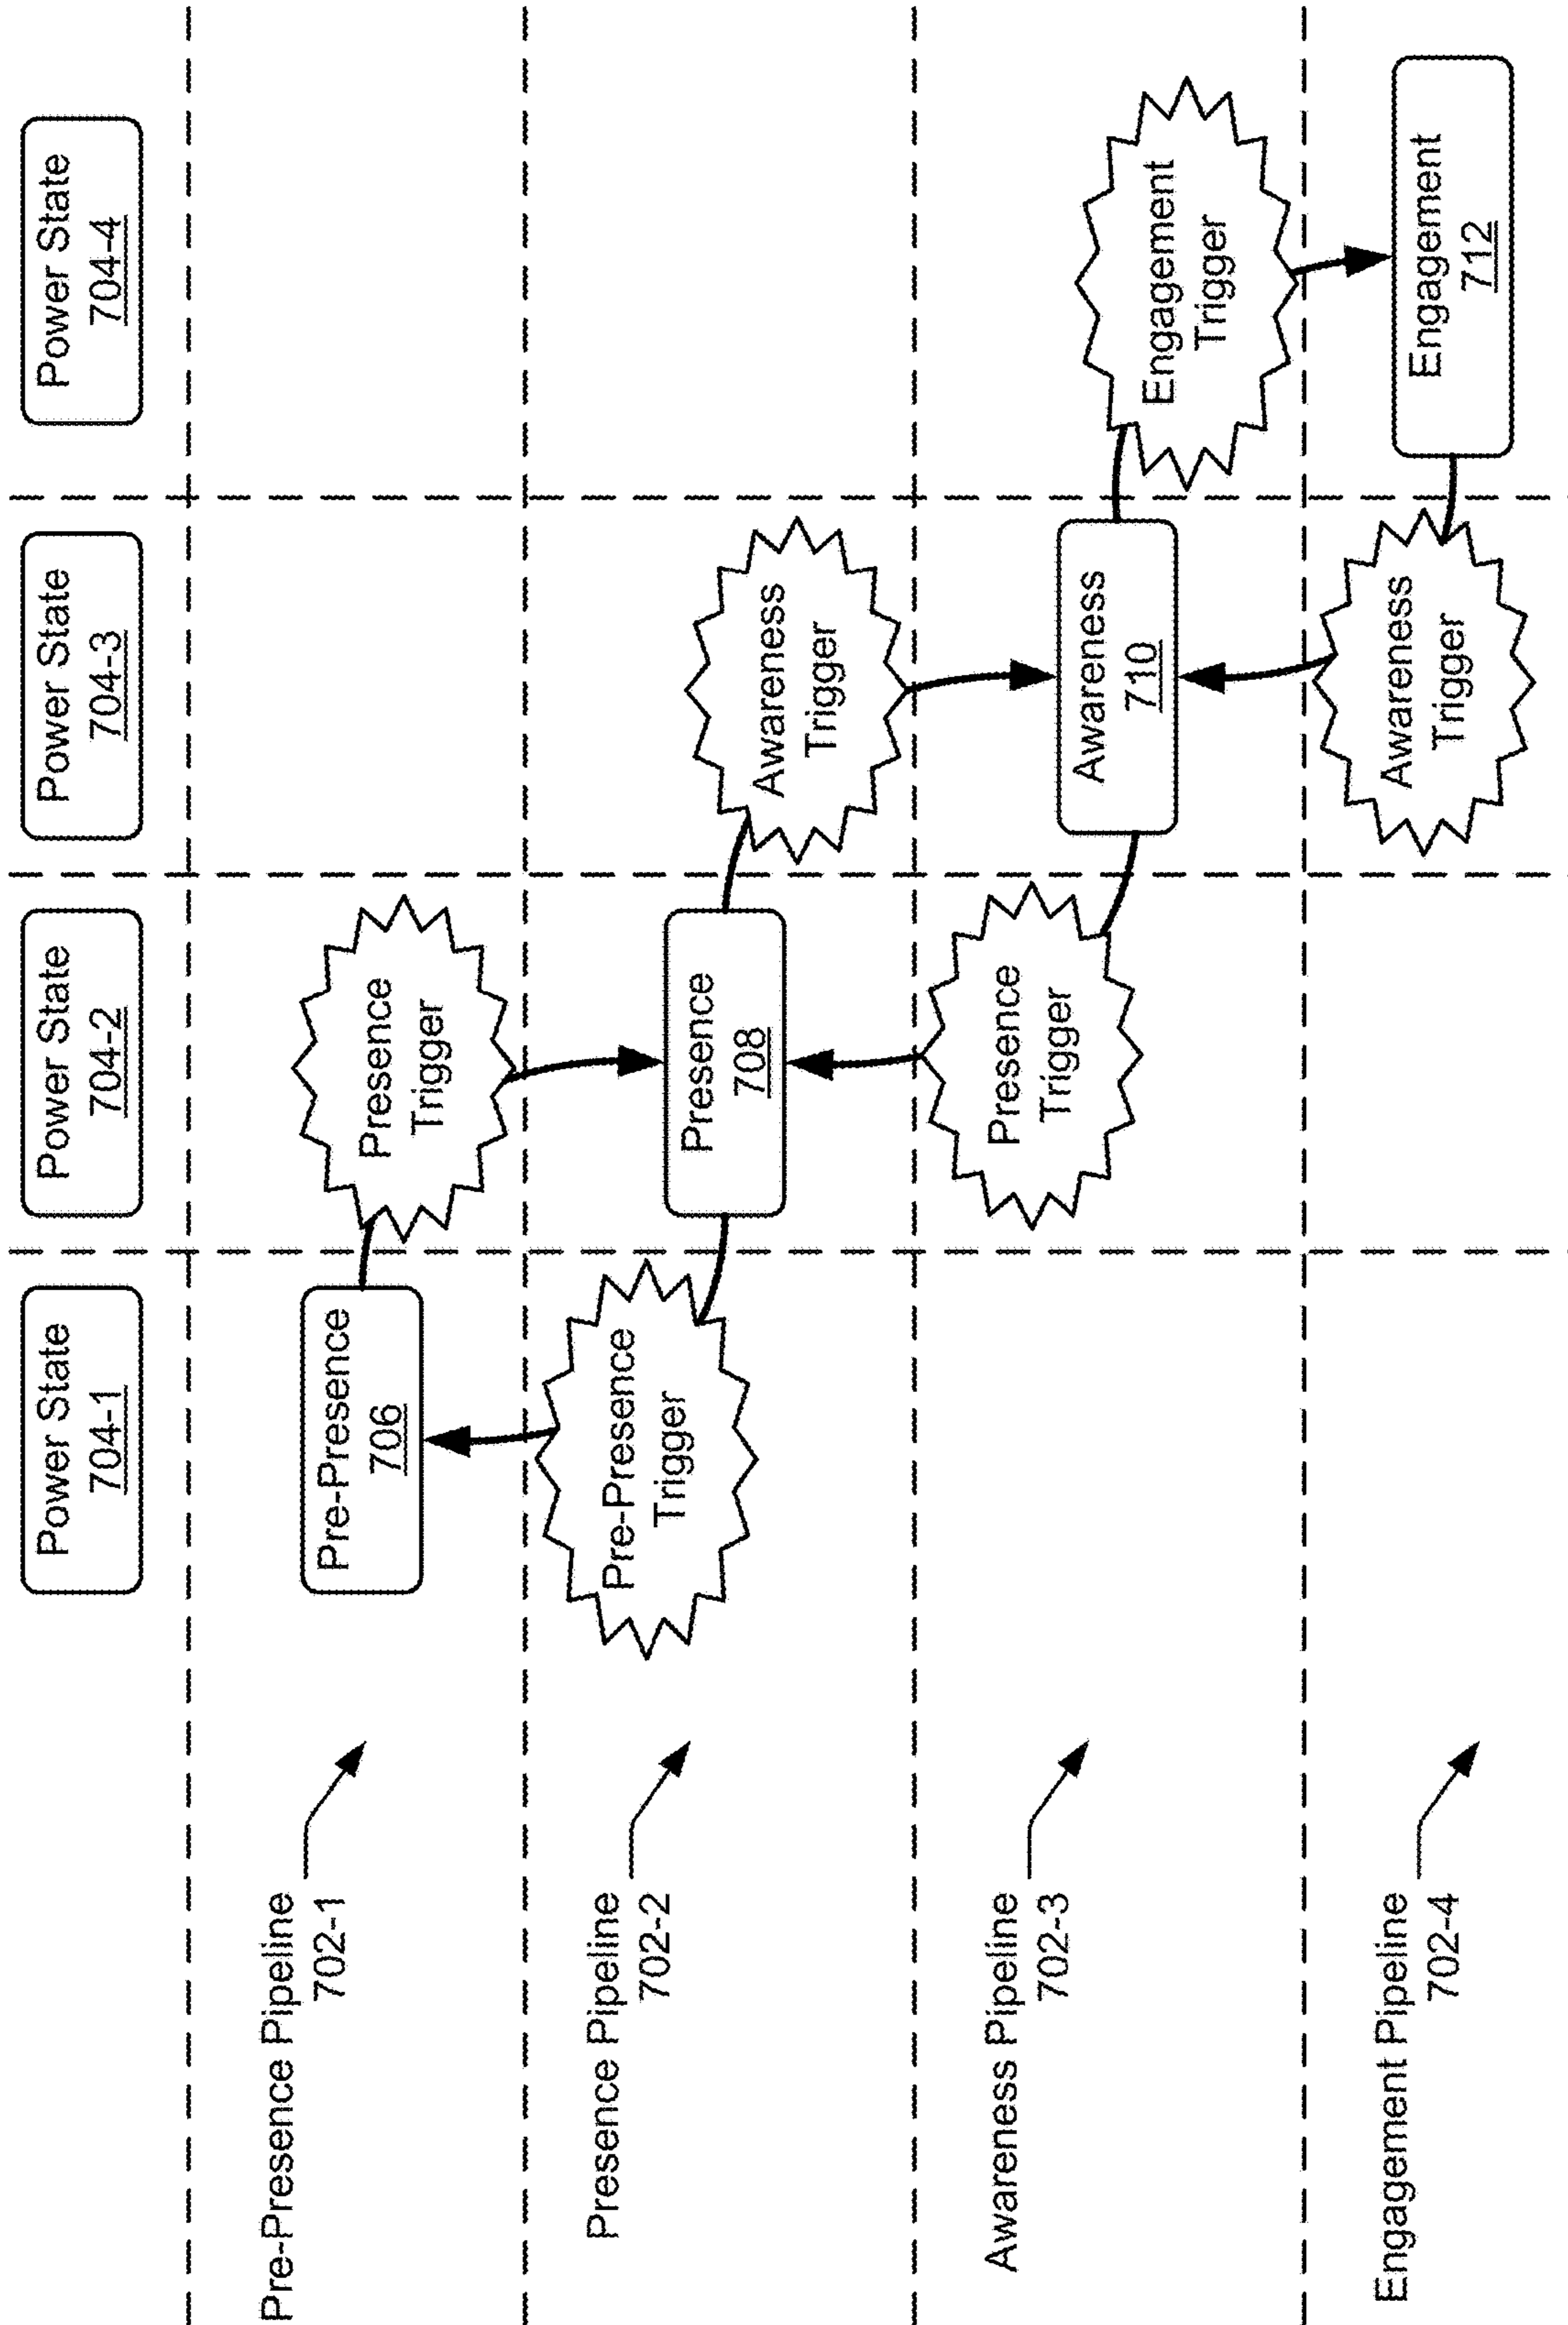 Power State
704-1
Power State
704-2
Power State
704-3
Power State
704-4
Pre-Presence Pipeline
702-1
Pre-Presence
706
Presence
Trigger
Presence Pipeline
702-2
Pre-Presence
Trigger
Presence
708
Awareness
Trigger
Awareness Pipeline
702-3
Presence
Trigger
Awareness
710
Engagement
Trigger
Engagement Pipeline
702-4
Awareness
Trigger
Engagement
712